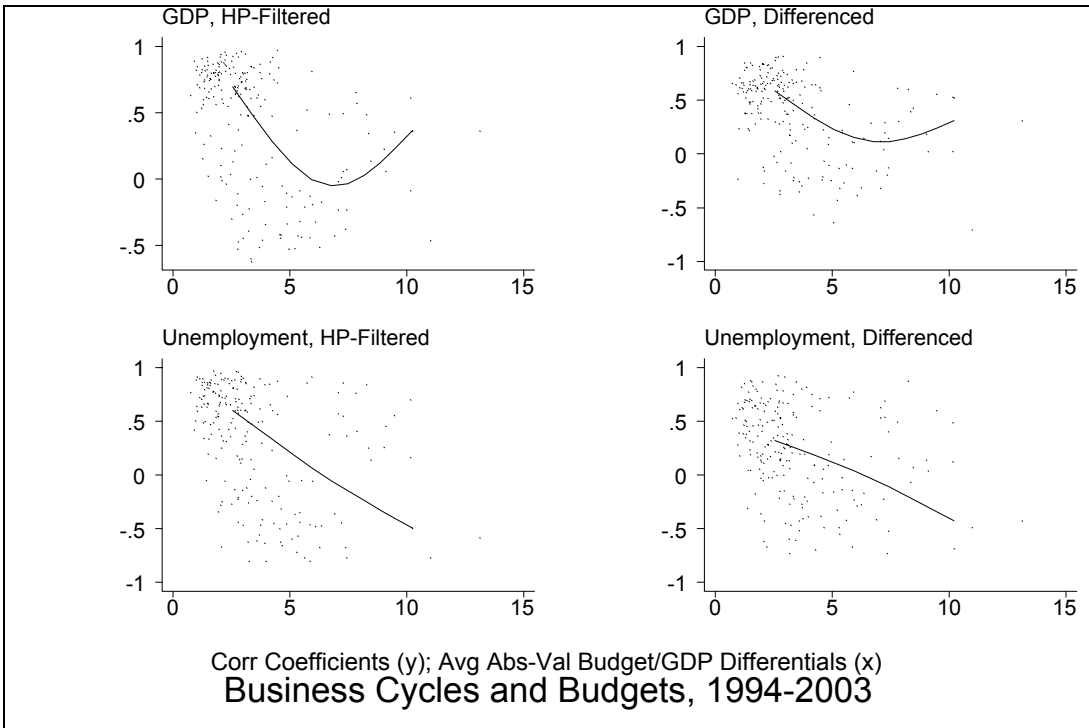 GDP, HP-Filtered
1
.5
0
-.5
0 5 10 15
GDP, Differenced
1
.5
0
-.5
-1
0 5 10 15
Unemployment, HP-Filtered
1
.5
0
-.5
-1
0 5 10 15
Unemployment, Differenced
1
.5
0
-.5
-1
0 5 10 15
Corr Coefficients (y); Avg Abs-Val Budget/GDP Differentials (x)
Business Cycles and Budgets, 1994-2003